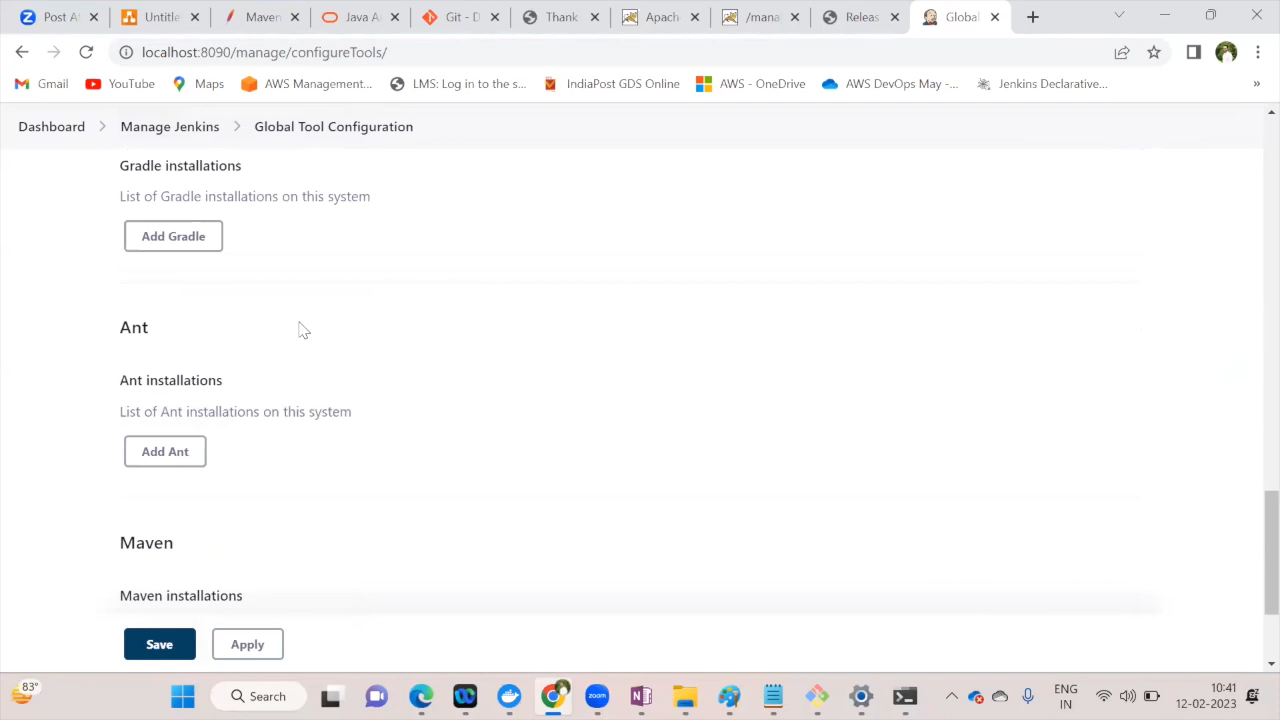 Post At
Untitle
Maven
Java A
Git - D
Thank
Apach
/mana
Releas
Global
localhost:8090/manage/configureTools/
Gmail
YouTube
Maps
AWS Management...
LMS: Log in to the s...
IndiaPost GDS Online
AWS - OneDrive
AWS DevOps May -...
Jenkins Declarative...
»
Dashboard
Manage Jenkins
Global Tool Configuration
Gradle installations
List of Gradle installations on this system
Add Gradle
Ant
Ant installations
List of Ant installations on this system
Add Ant
Maven
Maven installations
Save
Apply
83°
Search
ENG
IN
10:41
12-02-2023